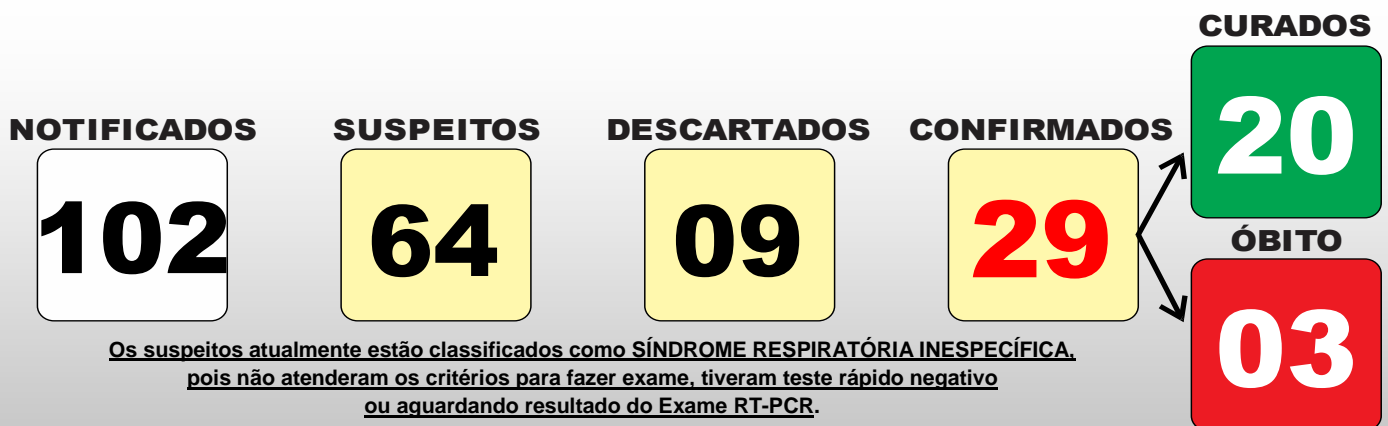 CURADOS
20
NOTIFICADOS
102
SUSPEITOS
64
DESCARTADOS
09
CONFIRMADOS
29
ÓBITO
03
Os suspeitos atualmente estão classificados como SÍNDROME RESPIRATÓRIA INESPECÍFICA,
pois não atenderam os critérios para fazer exame, tiveram teste rápido negativo
ou aguardando resultado do Exame RT-PCR.